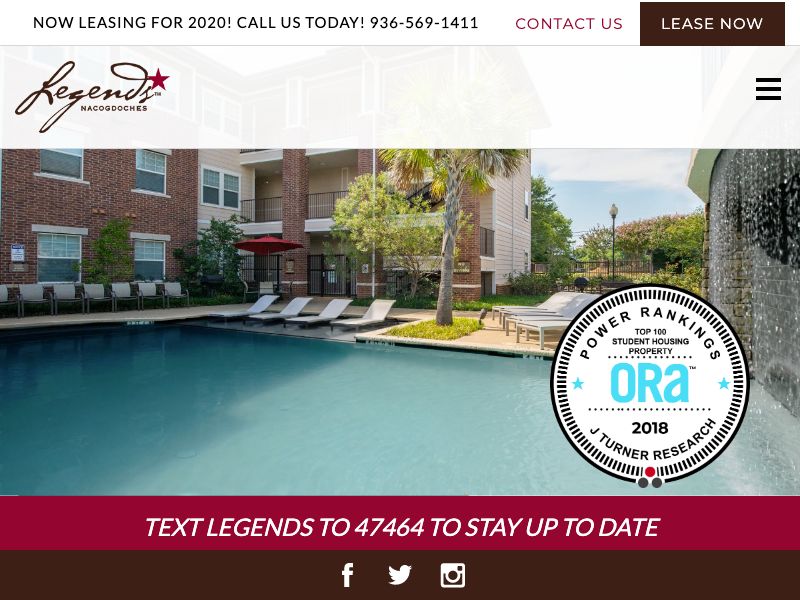 NOW LEASING FOR 2020! CALL US TODAY! 936-569-1411
CONTACT US
LEASE NOW
Legends™
NACOGDOCHES
POWER RANKINGS
TOP 100
STUDENT HOUSING
PROPERTY
ORa™
2018
J TURNER RESEARCH
TEXT LEGENDS TO 47464 TO STAY UP TO DATE